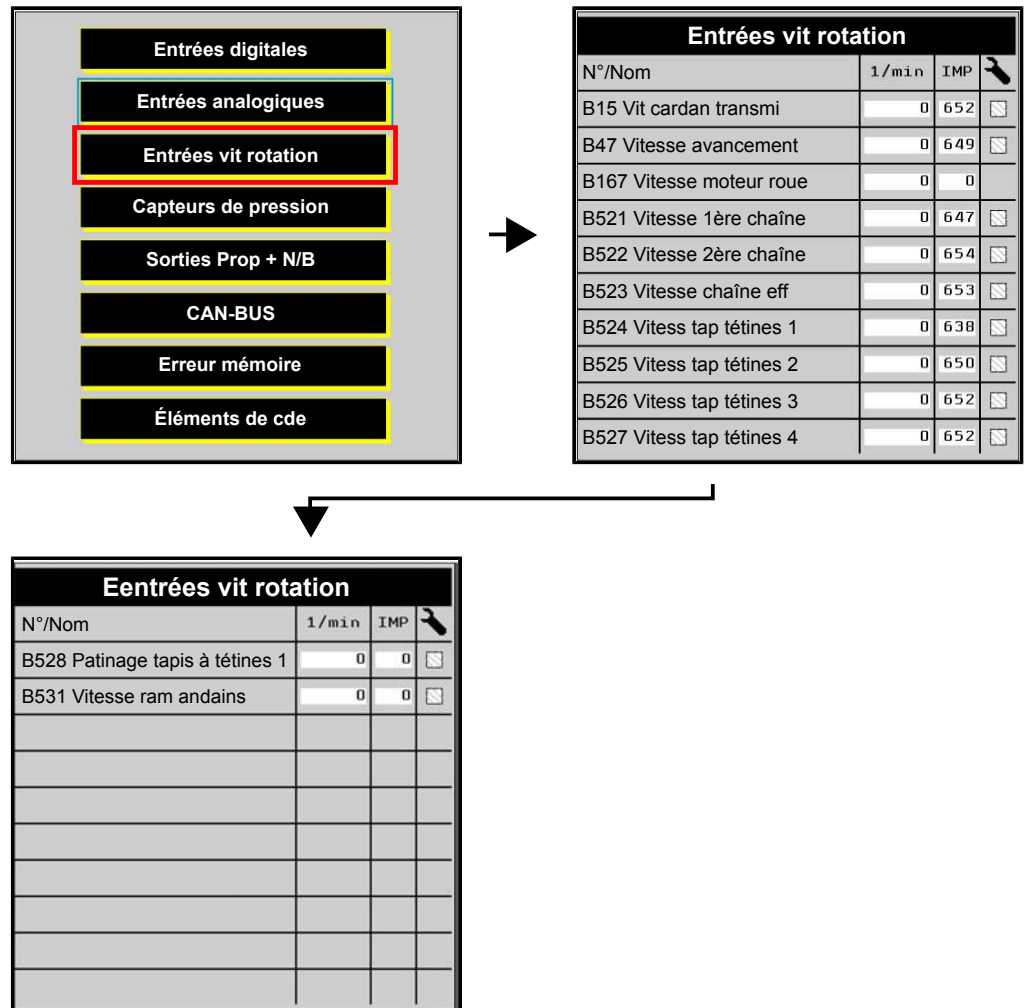 Entrées digitales
Entrées analogiques
Entrées vit rotation
Capteurs de pression
Sorties Prop + N/B
CAN-BUS
Erreur mémoire
Éléments de cde
Entrées vit rotation
N°/Nom 1/min IMP
B15 Vit cardan transmi 0 652
B47 Vitesse avancement 0 649
B167 Vitesse moteur roue 0 0
B521 Vitesse 1ère chaîne 0 647
B522 Vitesse 2ère chaîne 0 654
B523 Vitesse chaîne eff 0 653
B524 Vitess tap tétines 1 0 638
B525 Vitess tap tétines 2 0 650
B526 Vitess tap tétines 3 0 652
B527 Vitess tap tétines 4 0 652
Eentrées vit rotation
N°/Nom 1/min IMP
B528 Patinage tapis à tétines 1 0 0
B531 Vitesse ram andains 0 0